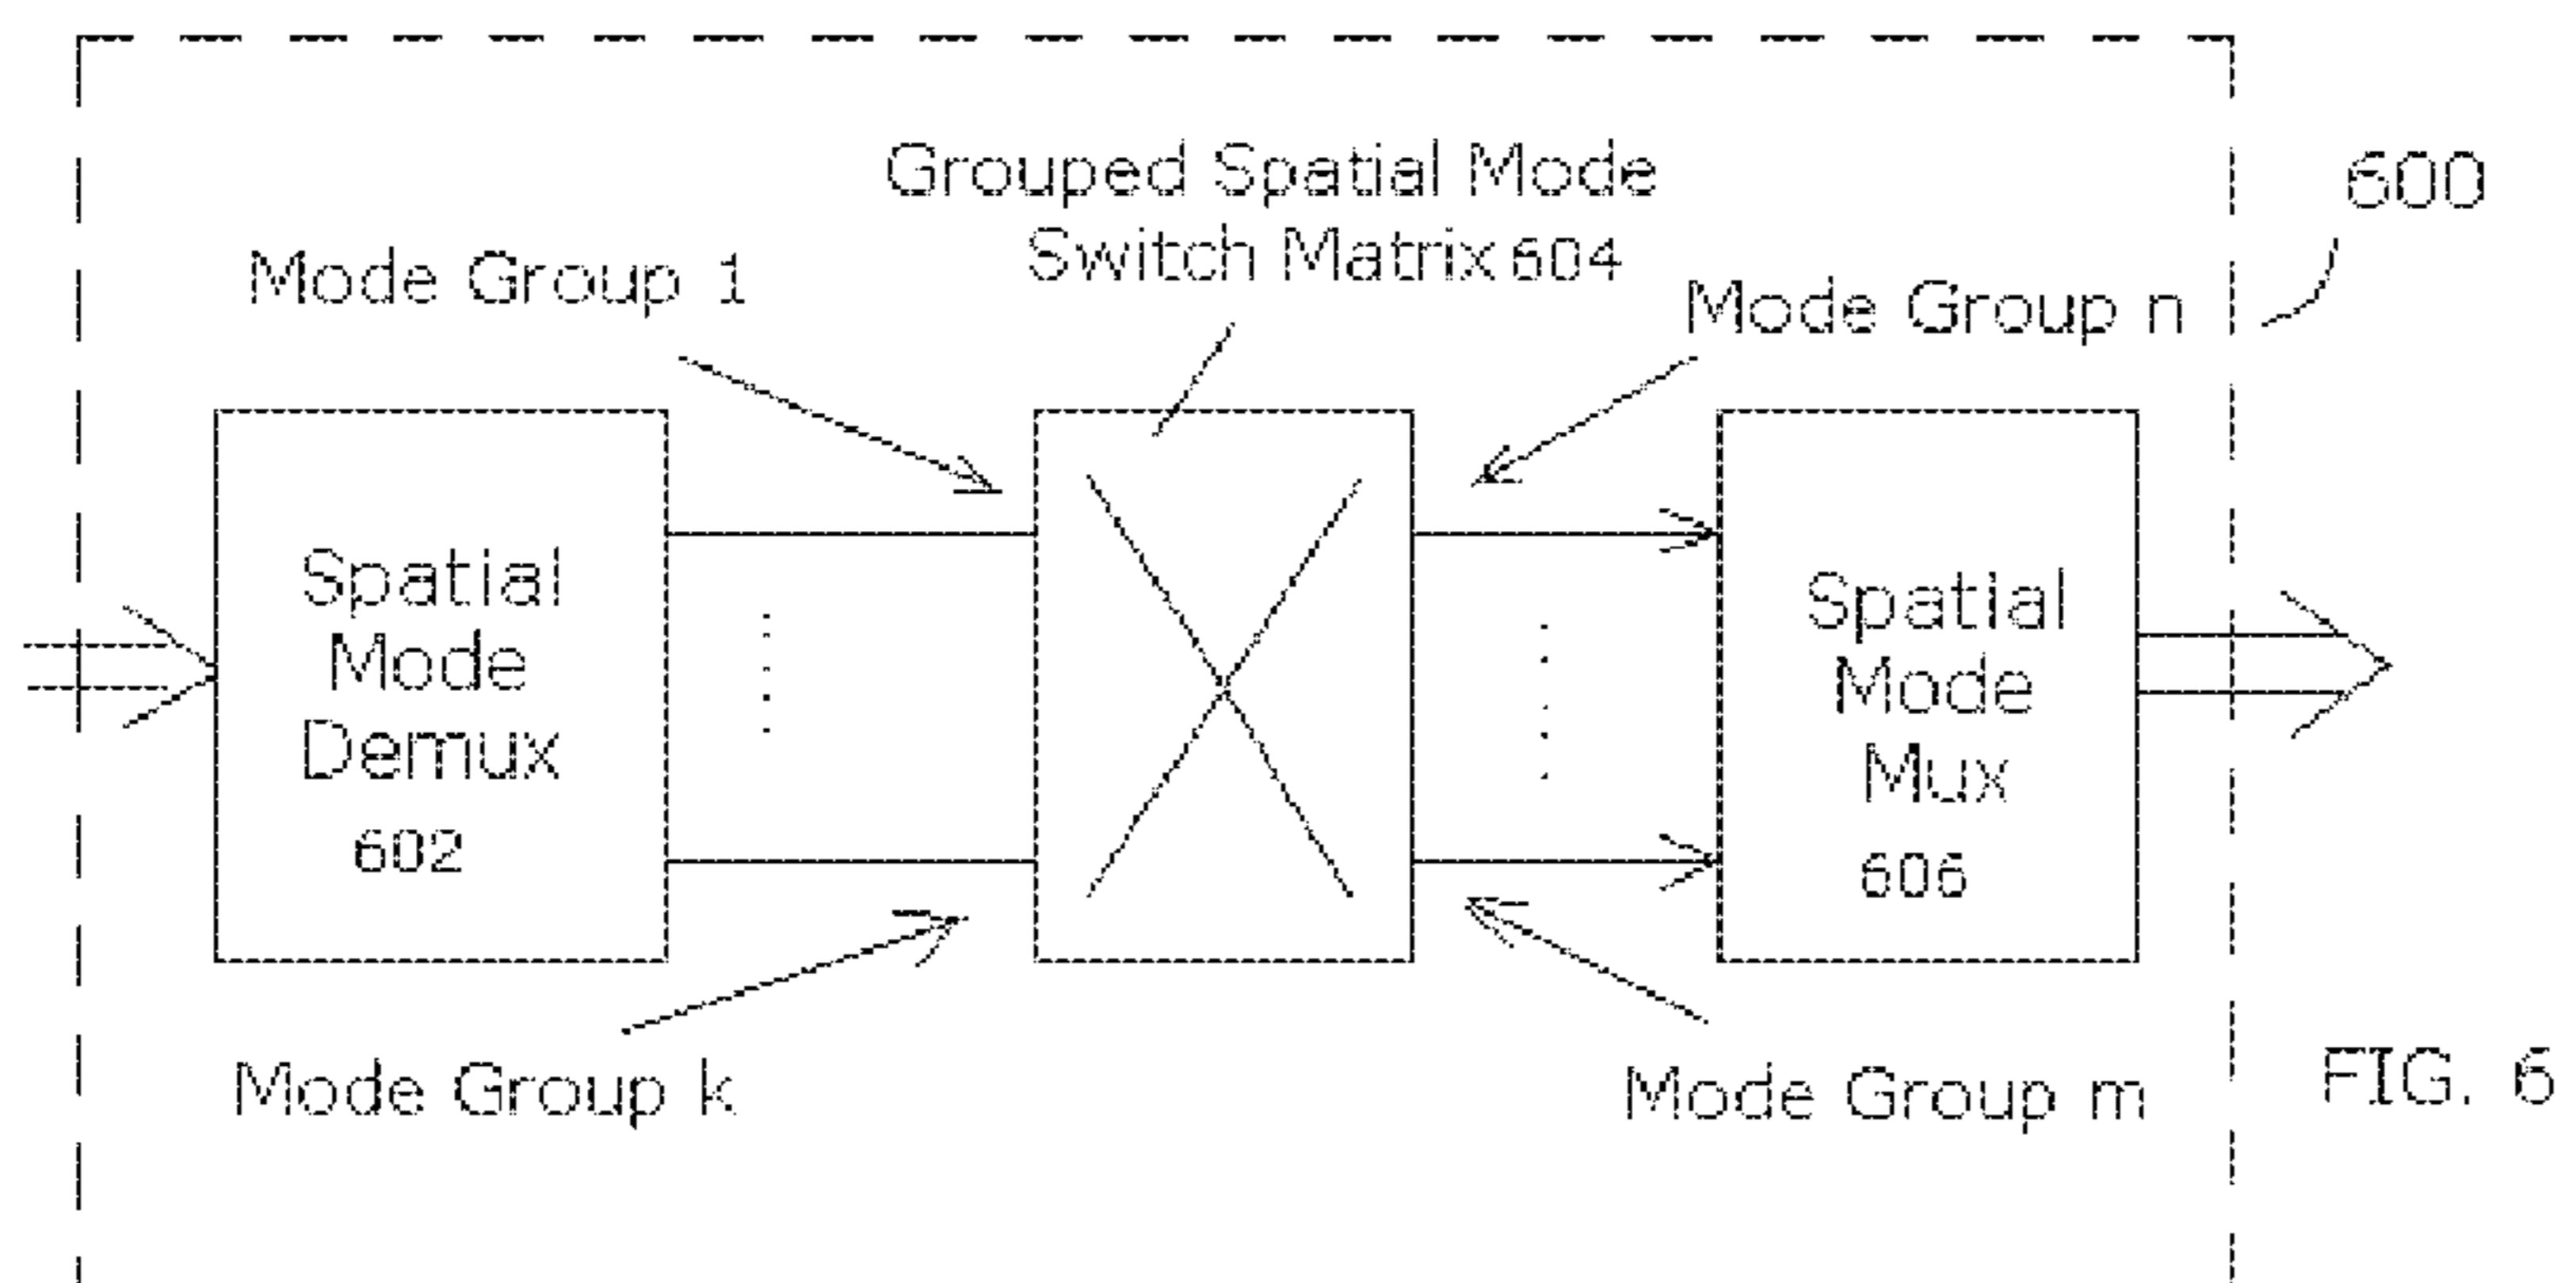 Grouped Spatial Mode
Switch Matrix 604
600
Mode Group 1
Mode Group n
Spatial
Mode
Demux
602
Spatial
Mode
Mux
606
Mode Group k
Mode Group m
FIG. 6